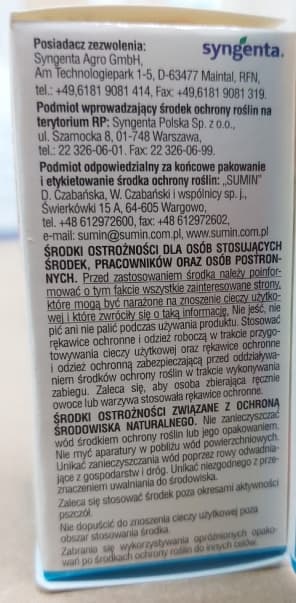 Posiadacz zezwolenia:
syngenta.
Syngenta Agro GmbH,
Am Technologiepark 1-5, D-63477 Maintal, RFN,
tel.: +49,6181 9081 414, Fax: +49,6181 9081 319.
Podmiot wprowadzający środek ochrony roślin na
terytorium RP: Syngenta Polska Sp. z o.o.,
ul. Szamocka 8, 01-748 Warszawa,
tel.: 22 326-06-01. Fax: 22 326-06-99.
Podmiot odpowiedzialny za końcowe pakowanie
i etykietowanie środka ochrony roślin: „SUMIN”
D. Czabańska, W. Czabański i wspólnicy sp. j.,
Świerkówki 15 A, 64-605 Wargowo,
tel. +48 612972600, fax: +48 612972602,
e-mail: sumin@sumin.com.pl, www.sumin.com.pl
ŚRODKI OSTROŻNOŚCI DLA OSÓB STOSUJĄCYCH
ŚRODEK, PRACOWNIKÓW ORAZ OSÓB POSTRON-
NYCH. Przed zastosowaniem środka należy poinfor-
mować o tym fakcie wszystkie zainteresowane strony,
które mogą być narażone na znoszenie cieczy użytko-
wej i które zwróciły się o taką informację. Nie jeść, nie
pić ani nie palić podczas używania produktu. Stosować
rękawice ochronne i odzież roboczą w trakcie przygo-
towywania cieczy użytkowej oraz rękawice ochronne
i odzież ochronną zabezpieczającą przed oddziaływa-
niem środków ochrony roślin w trakcie wykonywania
zabiegu. Zaleca się, aby osoba zbierająca ręcznie
owoce lub warzywa stosowała rękawice ochronne.
ŚRODKI OSTROŻNOŚCI ZWIĄZANE Z OCHRONĄ
ŚRODOWISKA NATURALNEGO. Nie zanieczyszczać
wód środkiem ochrony roślin lub jego opakowaniem.
Nie myć aparatury w pobliżu wód powierzchniowych.
Unikać zanieczyszczania wód poprzez rowy odwadnia-
jące z gospodarstw i dróg. Unikać niezgodnego z prze-
znaczeniem uwalniania do środowiska.
Zaleca się stosować środek poza okresami aktywności
pszczół.
Nie dopuścić do znoszenia cieczy użytkowej poza
obszar stosowania środka.
Zabrania się wykorzystywania opróżnionych opako-
wań po środkach ochrony roślin do innych celów.